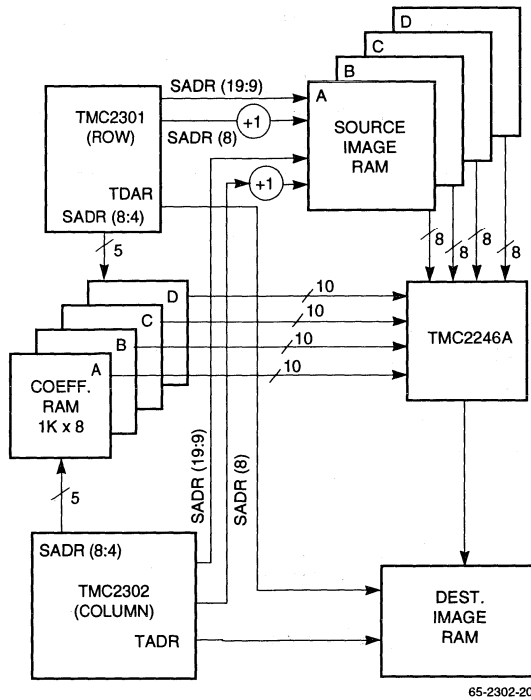 D
C
B
A
SADR (19:9)
TMC2301
(ROW)
+1
SADR (8)
SOURCE
IMAGE
RAM
+1
TDAR
SADR (8:4)
5
8
8
8
8
D
10
C
10
TMC2246A
B
10
A
10
COEFF.
RAM
1K x 8
SADR (19:9)
SADR (8)
5
SADR (8:4)
TMC2302
(COLUMN)
TADR
DEST.
IMAGE
RAM
65-2302-20